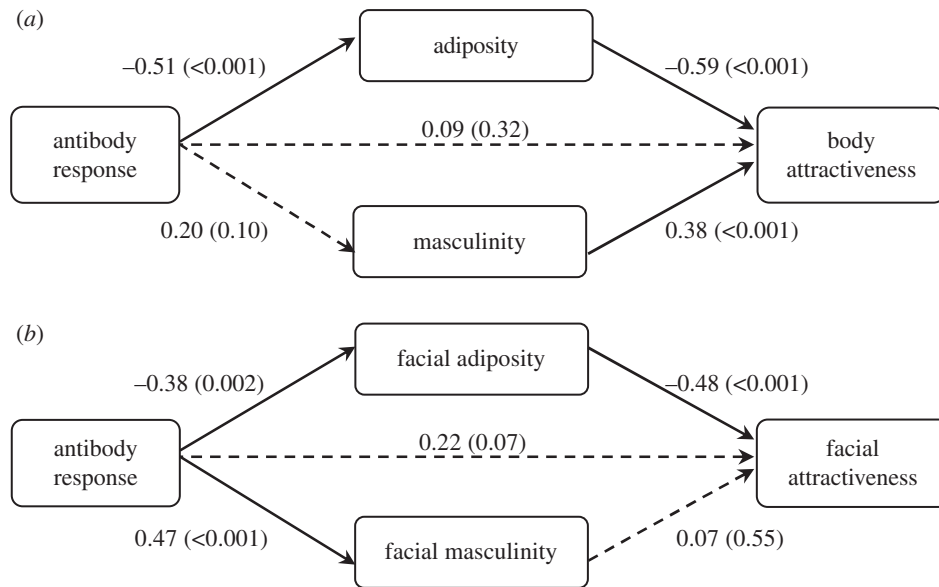 (a)
adiposity
–0.51 (<0.001)
–0.59 (<0.001)
antibody
response
0.09 (0.32)
body
attractiveness
0.20 (0.10)
masculinity
0.38 (<0.001)
(b)
facial adiposity
–0.38 (0.002)
–0.48 (<0.001)
antibody
response
0.22 (0.07)
facial
attractiveness
0.47 (<0.001)
facial masculinity
0.07 (0.55)